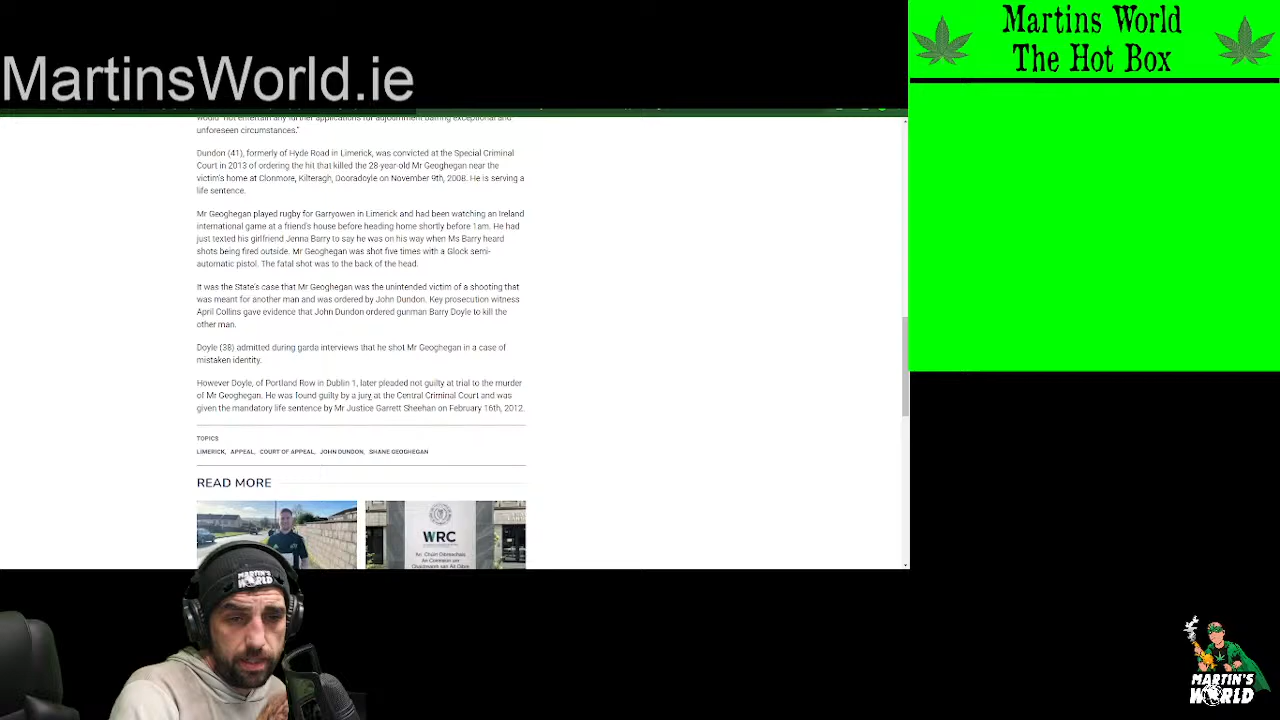 Martins World
The Hot Box
MartinsWorld.ie
would "not entertain any further applications for adjournment barring exceptional and
unforeseen circumstances."
Dundon (41), formerly of Hyde Road in Limerick, was convicted at the Special Criminal
Court in 2013 of ordering the hit that killed the 28-year-old Mr Geoghegan near the
victim's home at Clonmore, Kilteragh, Dooradoyle on November 9th, 2008. He is serving a
life sentence.
Mr Geoghegan played rugby for Garryowen in Limerick and had been watching an Ireland
international game at a friend's house before heading home shortly before 1am. He had
just texted his girlfriend Jenna Barry to say he was on his way when Ms Barry heard
shots being fired outside. Mr Geoghegan was shot five times with a Glock semi-
automatic pistol. The fatal shot was to the back of the head.
It was the State's case that Mr Geoghegan was the unintended victim of a shooting that
was meant for another man and was ordered by John Dundon. Key prosecution witness
April Collins gave evidence that John Dundon ordered gunman Barry Doyle to kill the
other man.
Doyle (38) admitted during garda interviews that he shot Mr Geoghegan in a case of
mistaken identity.
However Doyle, of Portland Row in Dublin 1, later pleaded not guilty at trial to the murder
of Mr Geoghegan. He was found guilty by a jury at the Central Criminal Court and was
given the mandatory life sentence by Mr Justice Garrett Sheehan on February 16th, 2012.
TOPICS
LIMERICK, APPEAL, COURT OF APPEAL, JOHN DUNDON, SHANE GEOGHEGAN
READ MORE
WRC
MARTIN'S
WORLD
MARTIN'S
WORLD